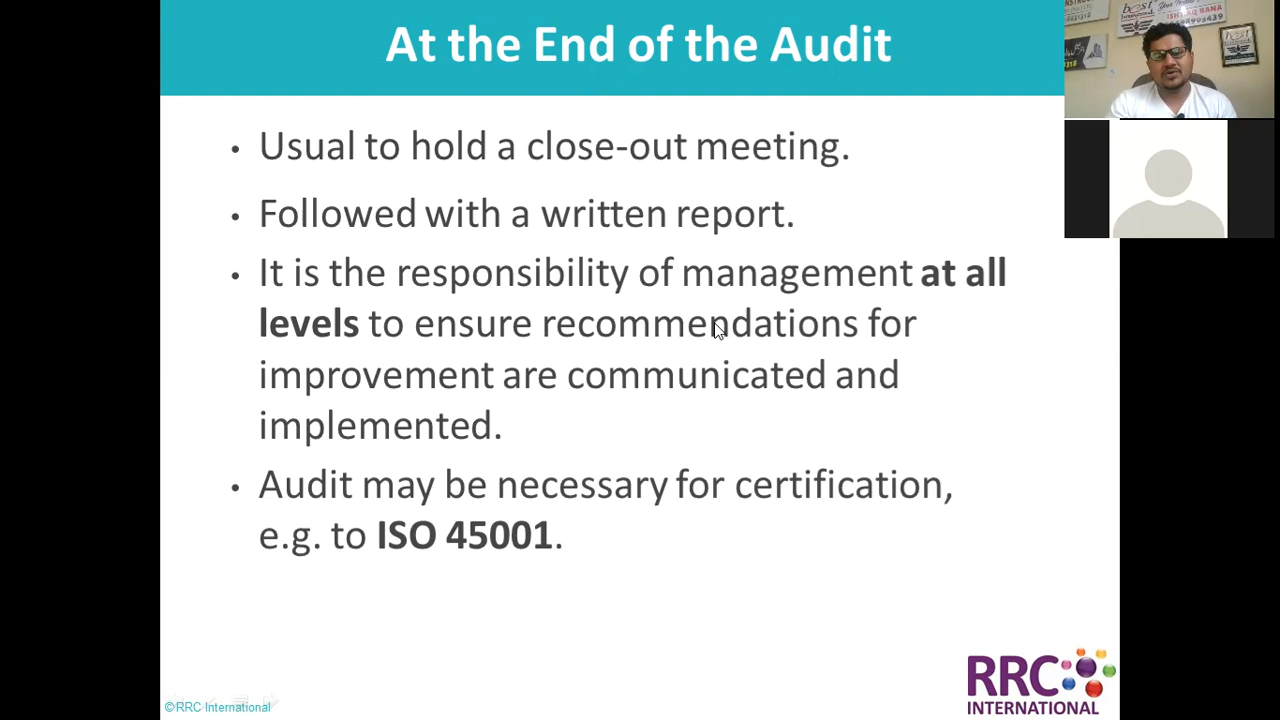 At the End of the Audit
• Usual to hold a close-out meeting.
• Followed with a written report.
• It is the responsibility of management at all
levels to ensure recommendations for
improvement are communicated and
implemented.
• Audit may be necessary for certification,
e.g. to ISO 45001.
RRC
INTERNATIONAL
©RRC International
best
best